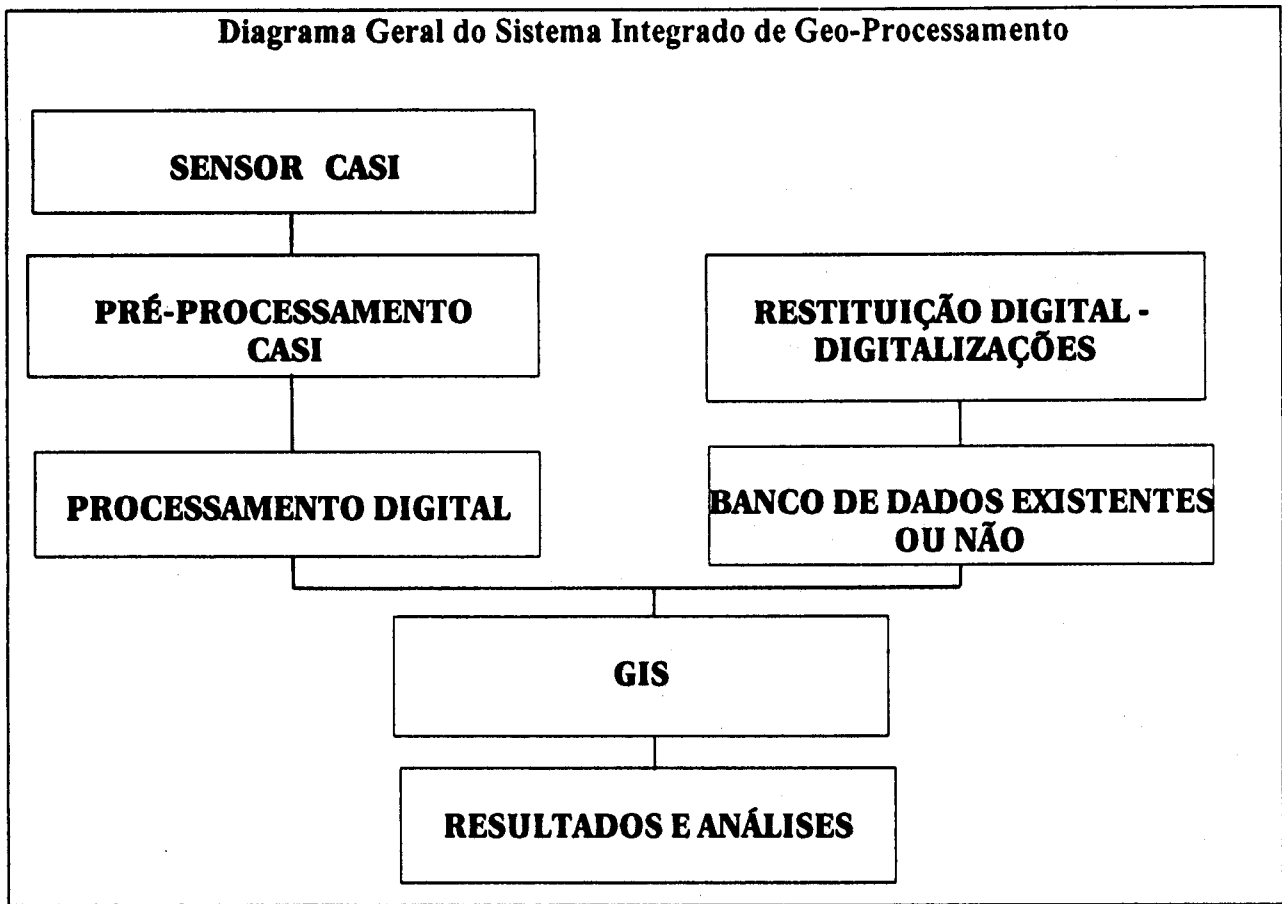 Diagrama Geral do Sistema Integrado de Geo-Processamento
SENSOR CASI
PRÉ-PROCESSAMENTO
CASI
RESTITUIÇÃO DIGITAL -
DIGITALIZAÇÕES
PROCESSAMENTO DIGITAL
BANCO DE DADOS EXISTENTES
OU NÃO
GIS
RESULTADOS E ANÁLISES